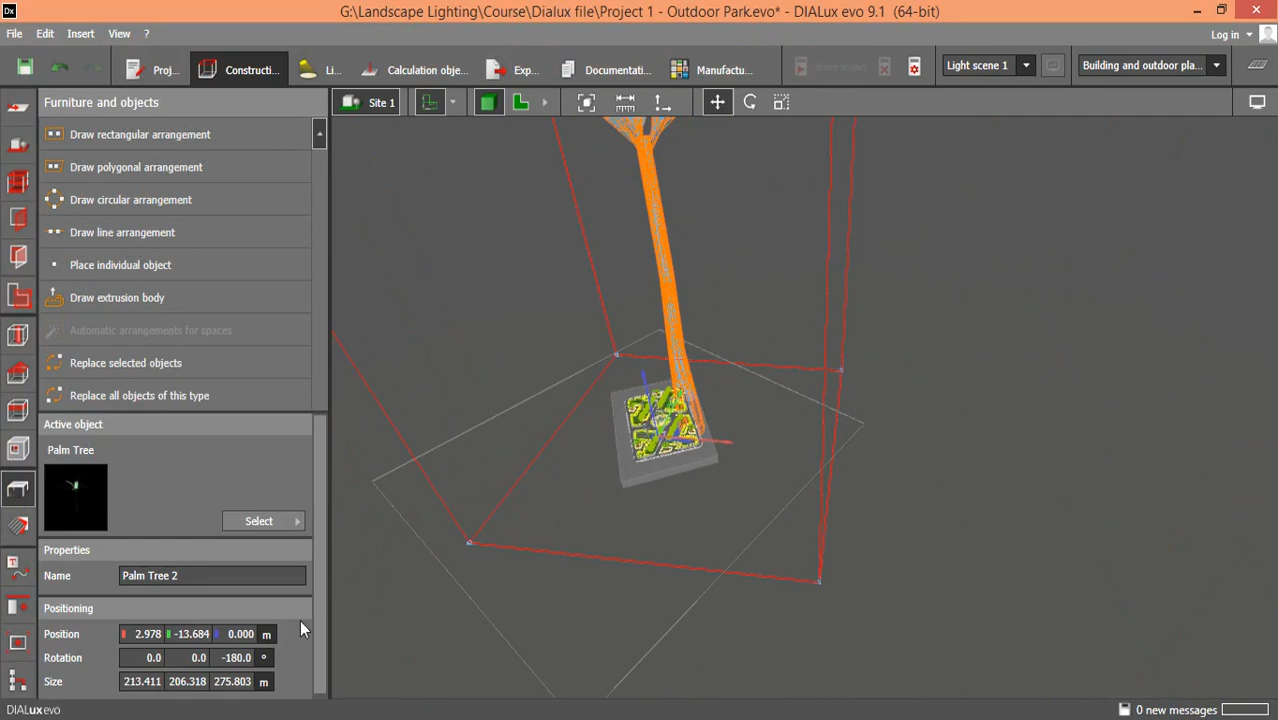 Dx
G:\Landscape Lighting\Course\Dialux file\Project 1 - Outdoor Park.evo* - DIALux evo 9.1 (64-bit)
File Edit Insert View ?
Log in
Proj... Constructi... Li... Calculation obje... Exp... Documentati... Manufactu...
Light scene 1
Building and outdoor pla...
Furniture and objects
Site 1
Draw rectangular arrangement
Draw polygonal arrangement
Draw circular arrangement
Draw line arrangement
Place individual object
Draw extrusion body
Automatic arrangements for spaces
Replace selected objects
Replace all objects of this type
Active object
Palm Tree
Select
Properties
Name Palm Tree 2
Positioning
Position 2.978 -13.684 0.000 m
Rotation 0.0 0.0 -180.0 °
Size 213.411 206.318 275.803 m
DIALux evo
0 new messages